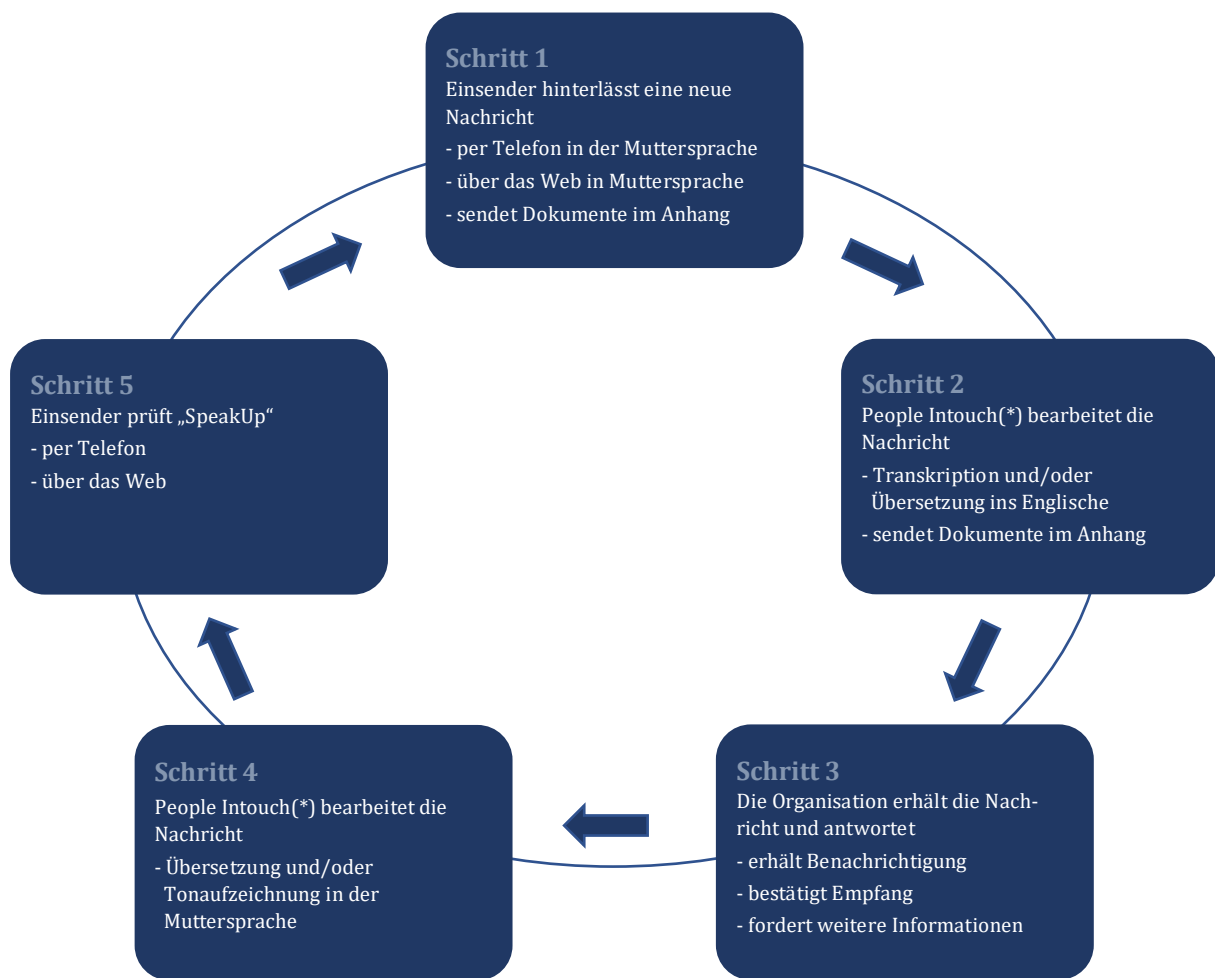 Schritt 1
Einsender hinterlässt eine neue
Nachricht
- per Telefon in der Muttersprache
- über das Web in Muttersprache
- sendet Dokumente im Anhang
Schritt 2
People Intouch(*) bearbeitet die
Nachricht
- Transkription und/oder
Übersetzung ins Englische
- sendet Dokumente im Anhang
Schritt 3
Die Organisation erhält die Nach-
richt und antwortet
- erhält Benachrichtigung
- bestätigt Empfang
- fordert weitere Informationen
Schritt 4
People Intouch(*) bearbeitet die
Nachricht
- Übersetzung und/oder
Tonaufzeichnung in der
Muttersprache
Schritt 5
Einsender prüft „SpeakUp“
- per Telefon
- über das Web